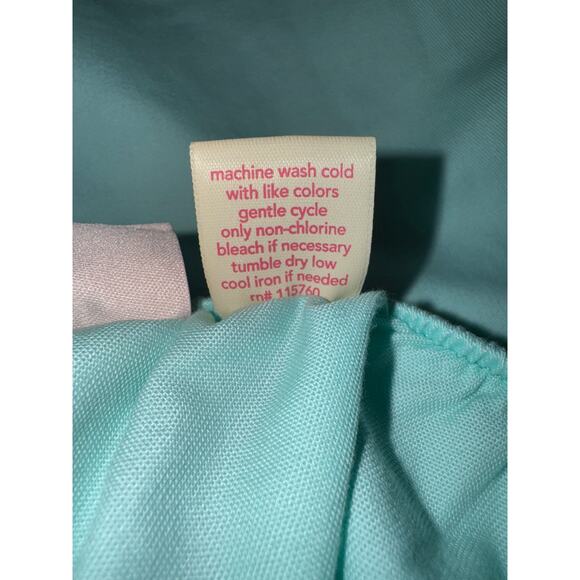 machine wash cold
with like colors
gentle cycle
only non-chlorine
bleach if necessary
tumble dry low
cool iron if needed
rn# 115760